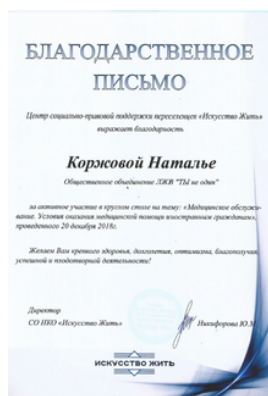 БЛАГОДАРСТВЕННОЕ
ПИСЬМО
Центр социально-правовой поддержки переселенцев «Искусство Жить»
выражает благодарность
Коржовой Наталье
Общественное объединение ЛЖВ "ТЫ не один"
за активное участие в круглом столе на тему: «Медицинское обслужи-
вание. Условия оказания медицинской помощи иностранным гражданам»,
проведенного 20 декабря 2018г.
Желаем Вам крепкого здоровья, долголетия, оптимизма, благополучия,
успешной и плодотворной деятельности!
Директор
СО НКО «Искусство Жить»
Никифорова Ю.
ИСКУССТВО ЖИТЬ